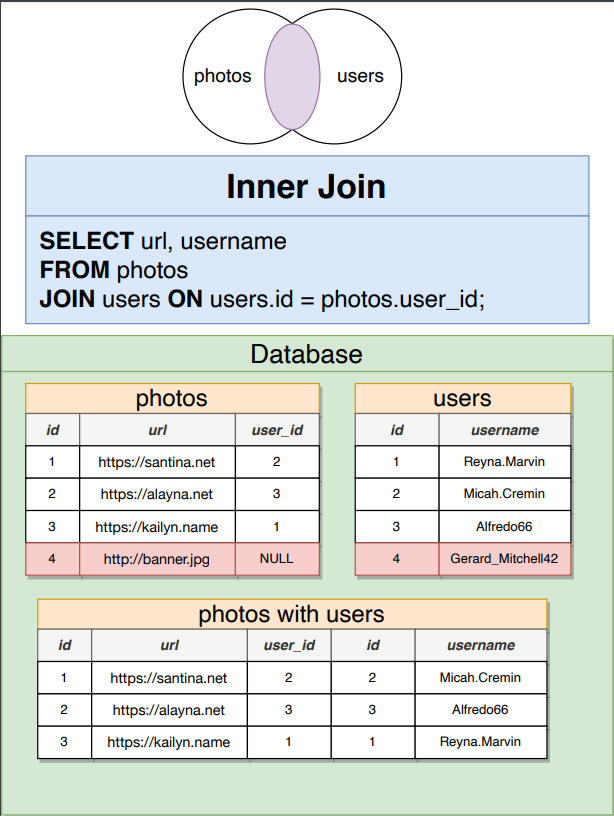 photos users
Inner Join
SELECT url, username
FROM photos
JOIN users ON users.id = photos.user_id;
Database
photos
id url user_id
1 https://santina.net 2
2 https://alayna.net 3
3 https://kailyn.name 1
4 http://banner.jpg NULL
users
id username
1 Reyna.Marvin
2 Micah.Cremin
3 Alfredo66
4 Gerard_Mitchell42
photos with users
id url user_id id username
1 https://santina.net 2 2 Micah.Cremin
2 https://alayna.net 3 3 Alfredo66
3 https://kailyn.name 1 1 Reyna.Marvin